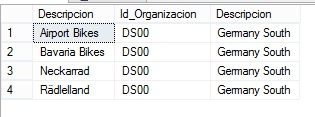 Descripcion Id_Organizacion Descripcion
1 Airport Bikes DS00 Germany South
2 Bavaria Bikes DS00 Germany South
3 Neckarrad DS00 Germany South
4 Rädlelland DS00 Germany South